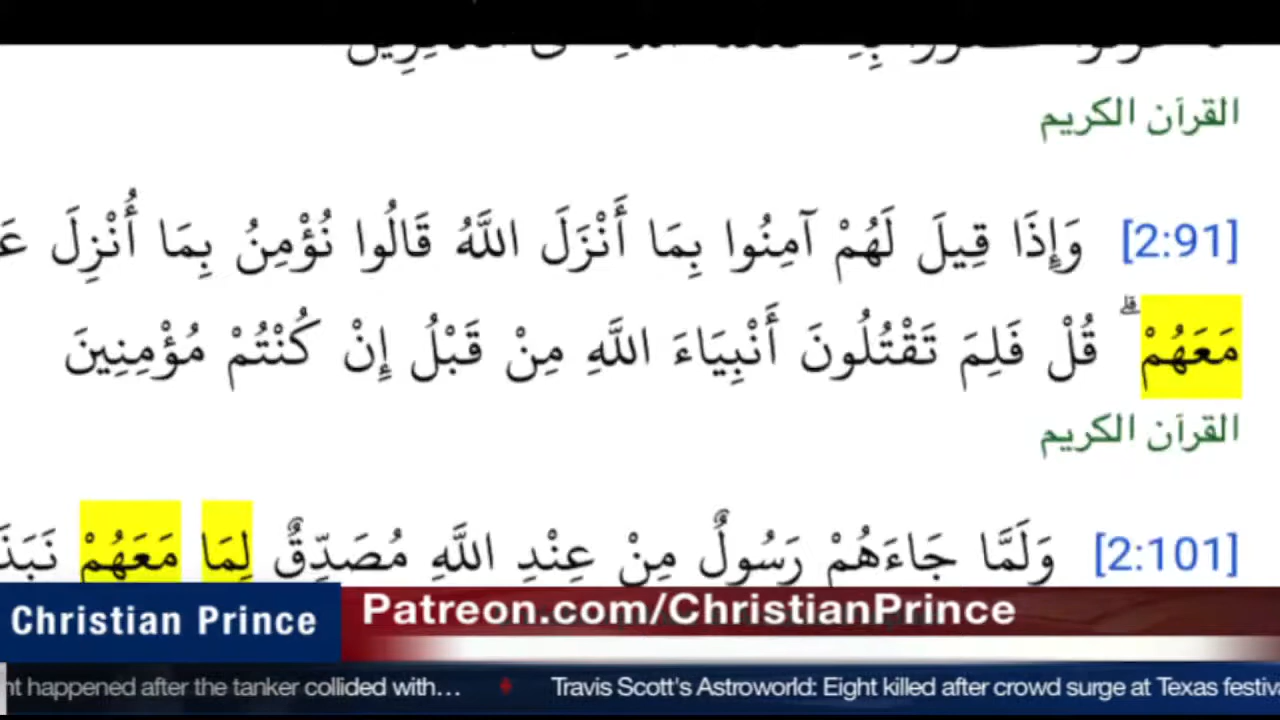 القرآن الكريم
[2:91] وَإِذَا قِيلَ لَهُمْ آمِنُوا بِمَا أَنْزَلَ اللَّهُ قَالُوا نُؤْمِنُ بِمَا أُنْزِلَ
مَعَهُمْ ۗ قُلْ فَلِمَ تَقْتُلُونَ أَنْبِيَاءَ اللَّهِ مِنْ قَبْلُ إِنْ كُنْتُمْ مُؤْمِنِينَ
القرآن الكريم
[2:101] وَلَمَّا جَاءَهُمْ رَسُولٌ مِنْ عِنْدِ اللَّهِ مُصَدِّقٌ لِمَا مَعَهُمْ
Christian Prince
Patreon.com/ChristianPrince
happened after the tanker collided with... Travis Scott's Astroworld: Eight killed after crowd surge at Texas